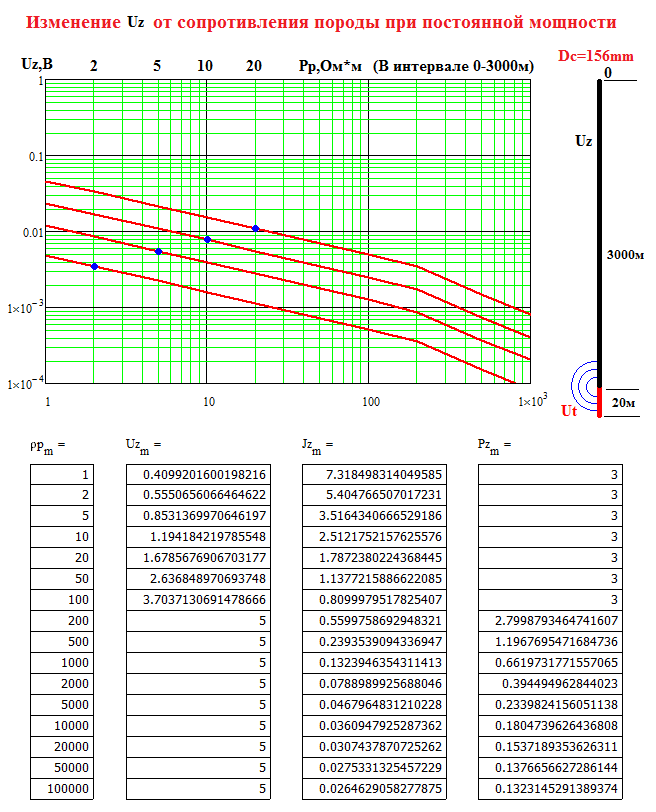 Изменение Uz от сопротивления породы при постоянной мощности
Uz,В 2 5 10 20 Рр,Ом*м (В интервале 0-3000м)
Dc=156mm
0
1
Uz
0.1
0.01
3000м
1×10⁻³
1×10⁻⁴
20м
Ut
1 10 100 1×10³
ρp_m = Uz_m = Jz_m = Pz_m =
1 0.4099201600198216 7.318498314049585 3
2 0.5550656066464622 5.404766507017231 3
5 0.8531369970646197 3.5164340666529186 3
10 1.194184219785548 2.5121752157625576 3
20 1.6785676906703177 1.7872380224368445 3
50 2.636848970693748 1.1377215886622085 3
100 3.7037130691478666 0.8099979517825407 3
200 5 0.5599758692948321 2.7998793464741607
500 5 0.2393539094336947 1.1967695471684736
1000 5 0.1323946354311413 0.6619731771557065
2000 5 0.0788989925688046 0.394494962844023
5000 5 0.0467964831210228 0.2339824156051138
10000 5 0.0360947925287362 0.1804739626436808
20000 5 0.0307437870725262 0.1537189353626311
50000 5 0.0275331325457229 0.1376656627286144
100000 5 0.0264629058277875 0.1323145291389374